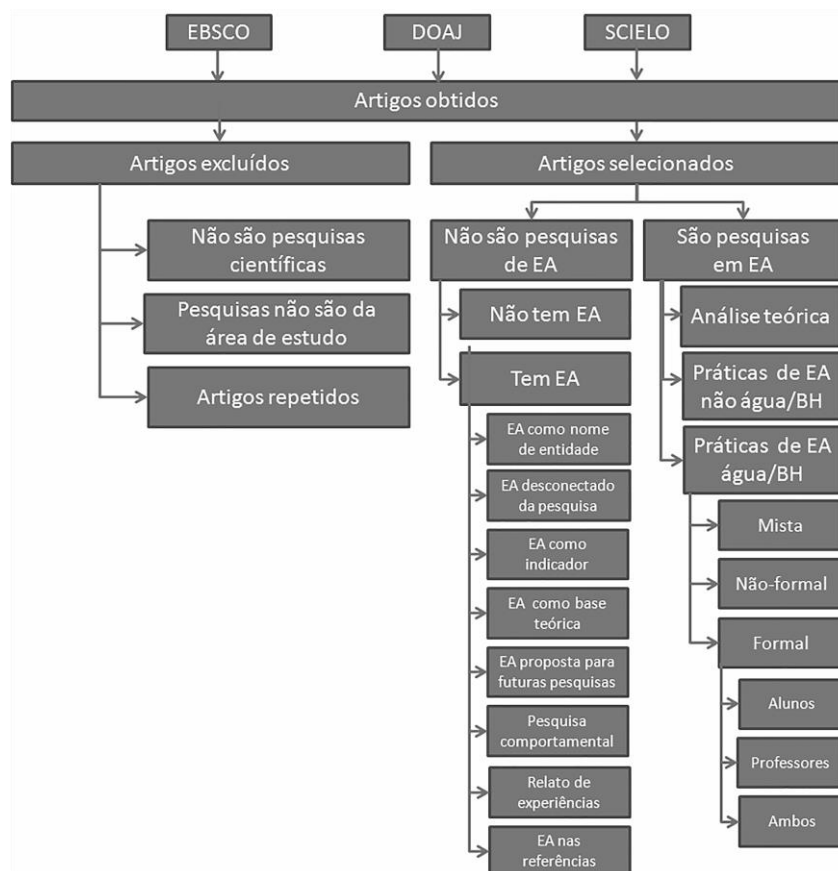 EBSCO
DOAJ
SCIELO
Artigos obtidos
Artigos excluídos
Artigos selecionados
Não são pesquisas
científicas
Pesquisas não são da
área de estudo
Artigos repetidos
Não são pesquisas
de EA
Não tem EA
Tem EA
EA como nome
de entidade
EA desconectado
da pesquisa
EA como
indicador
EA como base
teórica
EA proposta para
futuras pesquisas
Pesquisa
comportamental
Relato de
experiências
EA nas
referências
São pesquisas
em EA
Análise teórica
Práticas de EA
não água/BH
Práticas de EA
água/BH
Mista
Não-formal
Formal
Alunos
Professores
Ambos